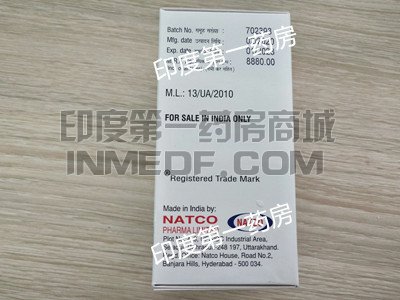 Batch No. 702393
Mfg. date
Exp. date
8880.00
M.L.: 13/UA/2010
FOR SALE IN INDIA ONLY
印度第一药房
印度第一药房商城
INMEDF.COM
® Registered Trade Mark
Made in India by:
NATCO
PHARMA LIMITED
NATCO
Industrial Area,
248 197, Uttarakhand.
Natco House, Road No.2,
Banjara Hills, Hyderabad - 500 034.
印度第一药房